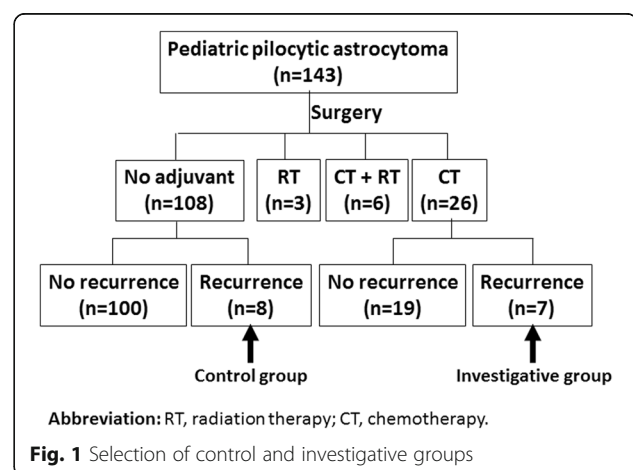 Pediatric pilocytic astrocytoma
(n=143)
Surgery
No adjuvant
(n=108)
RT
(n=3)
CT + RT
(n=6)
CT
(n=26)
No recurrence
(n=100)
Recurrence
(n=8)
No recurrence
(n=19)
Recurrence
(n=7)
Control group
Investigative group
Abbreviation: RT, radiation therapy; CT, chemotherapy.
Fig. 1 Selection of control and investigative groups